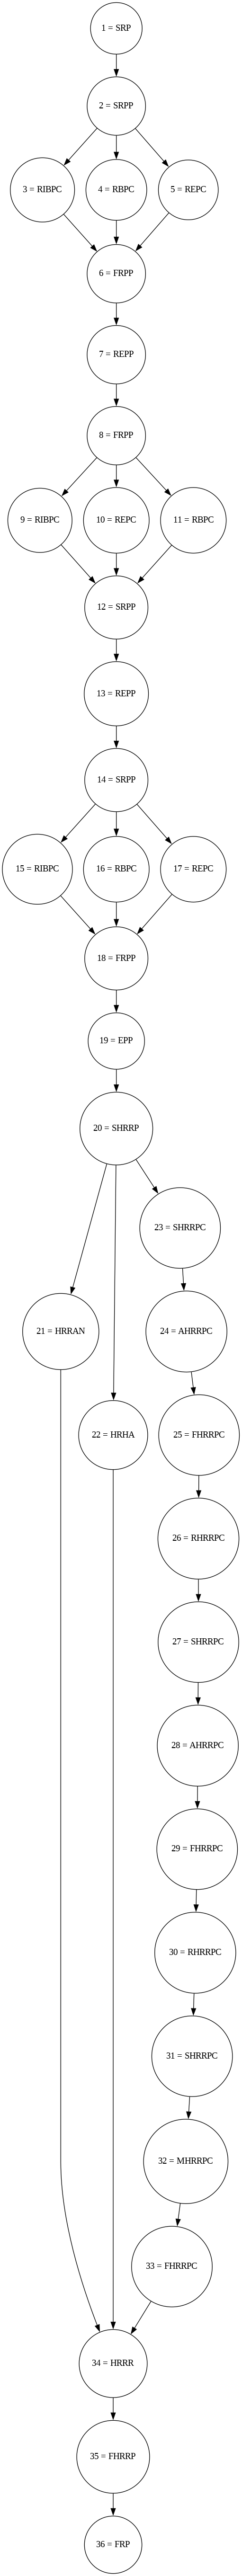 1 = SRP
2 = SRPP
3 = RIBPC
4 = RBPC
5 = REPC
6 = FRPP
7 = REPP
8 = FRPP
9 = RIBPC
10 = REPC
11 = RBPC
12 = SRPP
13 = REPP
14 = SRPP
15 = RIBPC
16 = RBPC
17 = REPC
18 = FRPP
19 = EPP
20 = SHRRP
23 = SHRRPC
21 = HRRAN
24 = AHRRPC
22 = HRHA
25 = FHRRPC
26 = RHRRPC
27 = SHRRPC
28 = AHRRPC
29 = FHRRPC
30 = RHRRPC
31 = SHRRPC
32 = MHRRPC
33 = FHRRPC
34 = HRRR
35 = FHRRP
36 = FRP